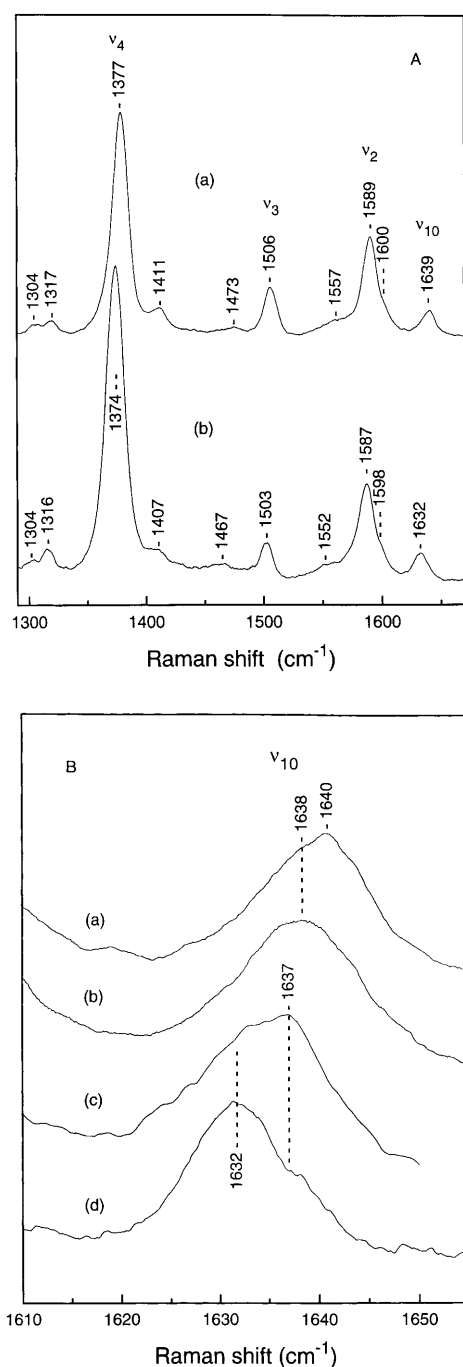 ν4
A
1377
(a)
ν2
ν3
1589
ν10
1600
1304
1317
1411
1473
1506
1557
1639
1374
(b)
1304
1316
1407
1467
1503
1552
1587
1598
1632
1300 1400 1500 1600
Raman shift (cm-1)
B
ν10
1638
1640
(a)
(b)
1637
(c)
1632
(d)
1610 1620 1630 1640 1650
Raman shift (cm-1)